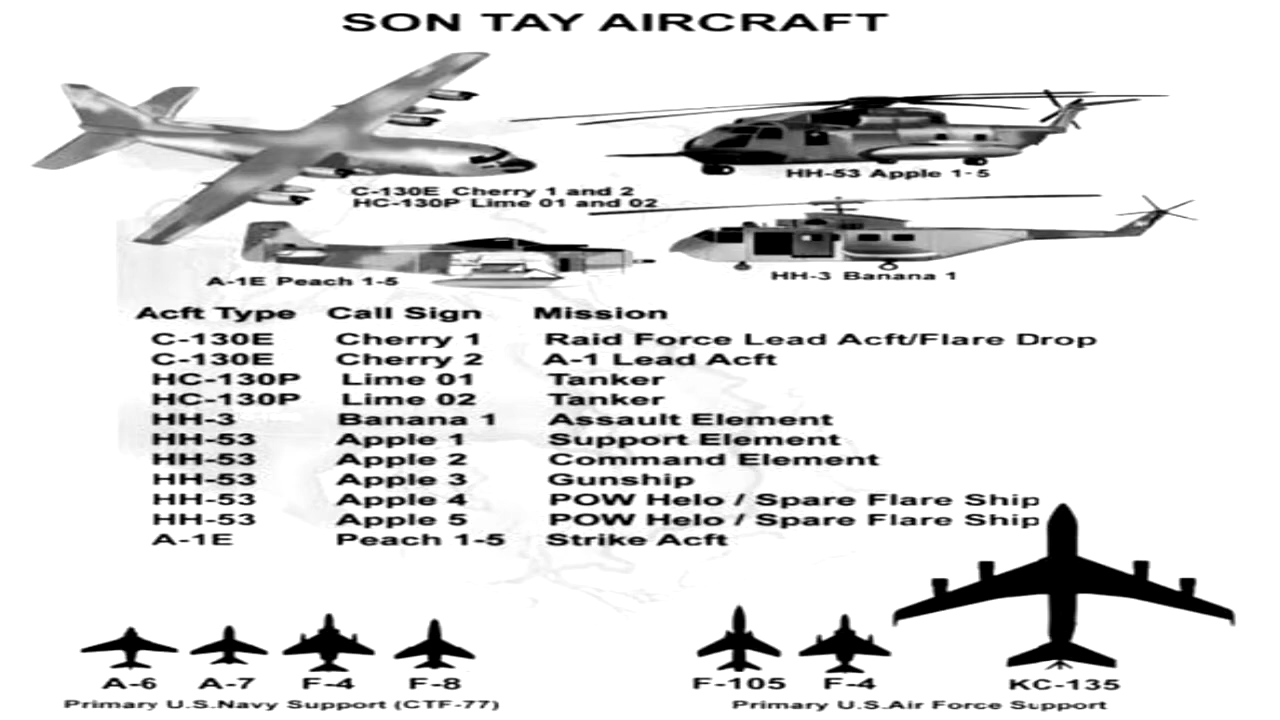 SON TAY AIRCRAFT
C-130E Cherry 1 and 2
HC-130P Lime 01 and 02
HH-53 Apple 1-5
A-1E Peach 1-5
HH-3 Banana 1
Acft Type Call Sign Mission
C-130E Cherry 1 Raid Force Lead Acft/Flare Drop
C-130E Cherry 2 A-1 Lead Acft
HC-130P Lime 01 Tanker
HC-130P Lime 02 Tanker
HH-3 Banana 1 Assault Element
HH-53 Apple 1 Support Element
HH-53 Apple 2 Command Element
HH-53 Apple 3 Gunship
HH-53 Apple 4 POW Helo / Spare Flare Ship
HH-53 Apple 5 POW Helo / Spare Flare Ship
A-1E Peach 1-5 Strike Acft
A-6 A-7 F-4 F-8
Primary U.S.Navy Support (CTF-77)
F-105 F-4 KC-135
Primary U.S.Air Force Support